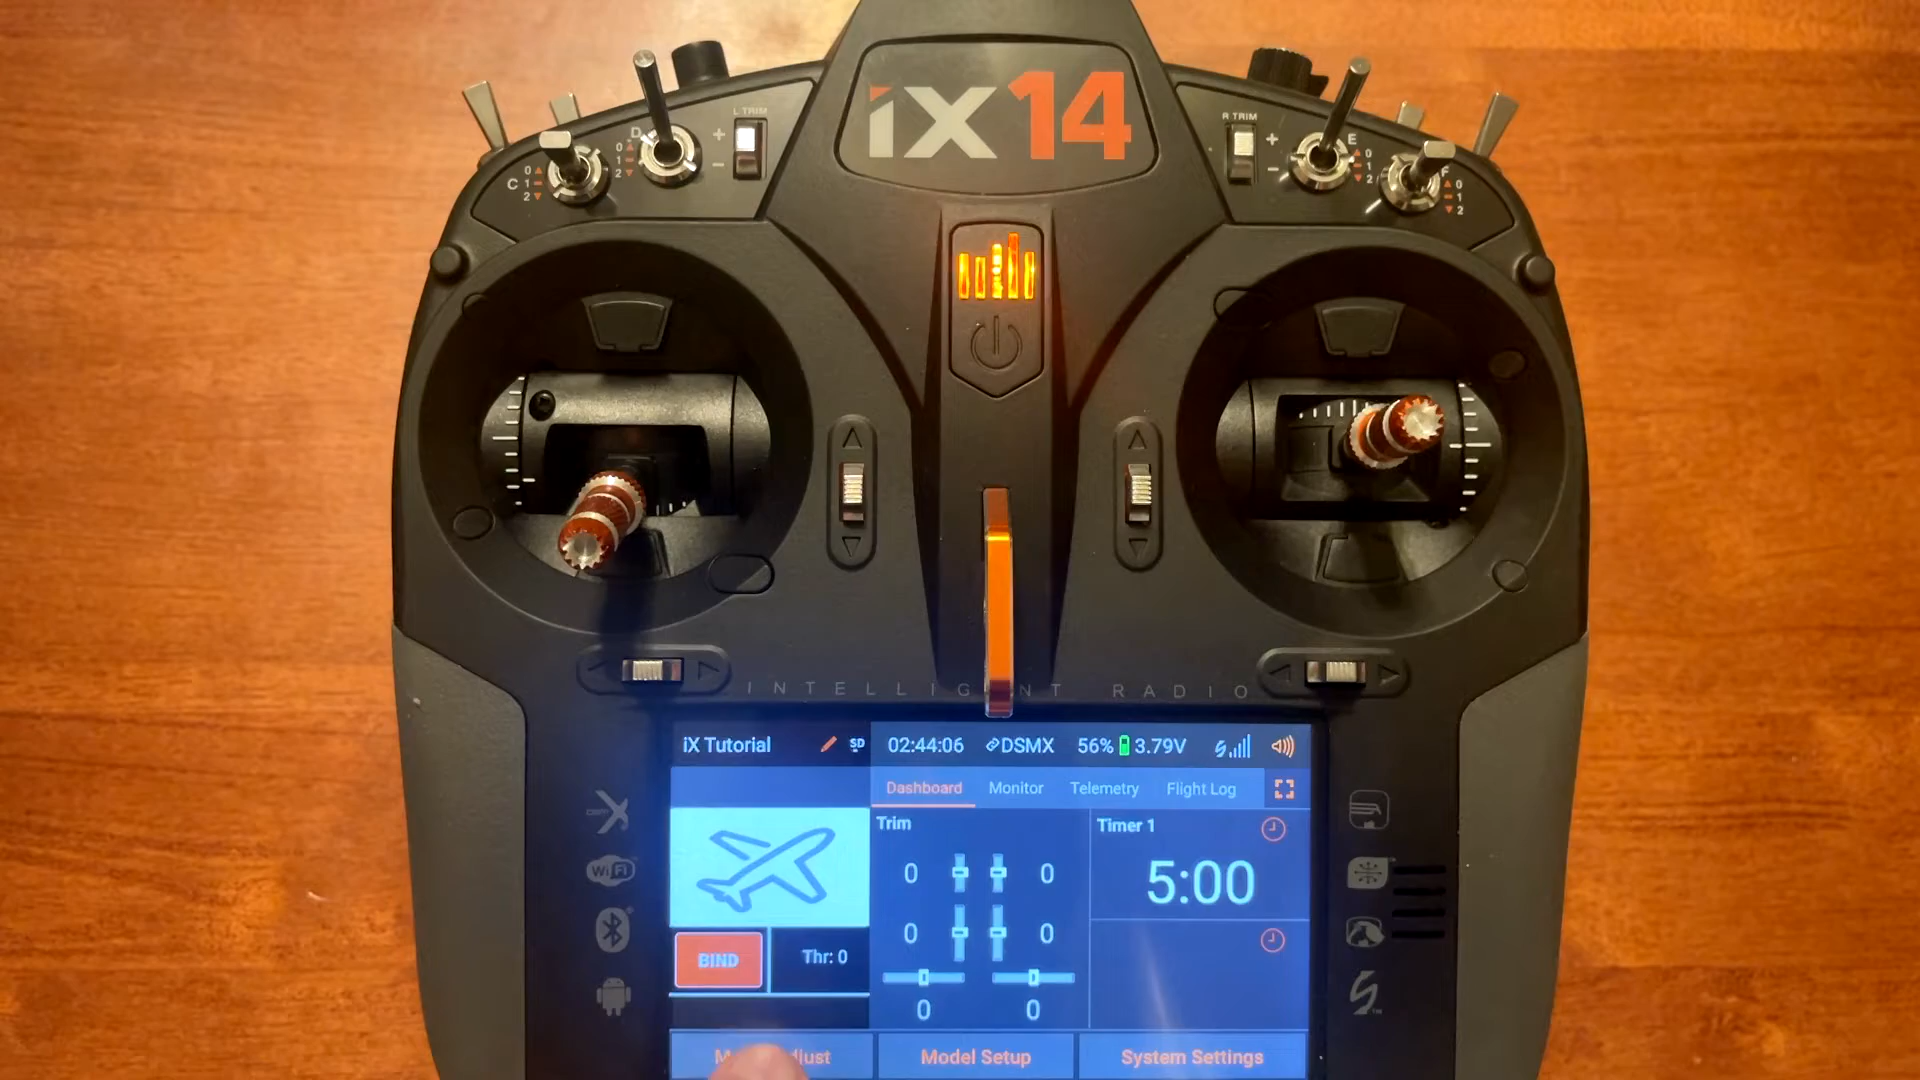 iX14
L TRIM
+
-
D
0
1
2
C
0
1
2
R TRIM
+
-
E
0
1
2
F
0
1
2
INTELLIGENT RADIO
iX Tutorial SD 02:44:06 DSMX 56% 3.79V
Dashboard Monitor Telemetry Flight Log
Trim
Timer 1
0 0
5:00
0 0
BIND Thr: 0
0 0
Model Setup System Settings
WiFi